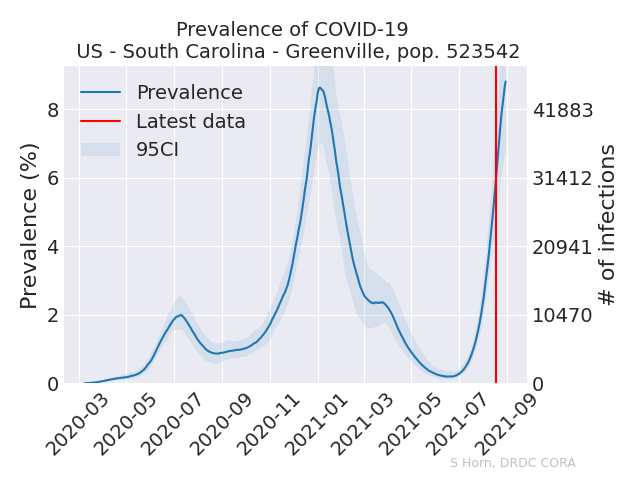 Prevalence of COVID-19
US - South Carolina - Greenville, pop. 523542
Prevalence
Latest data
95CI
Prevalence (%)
8
6
4
2
0
41883
31412
20941
10470
0
# of infections
2020-03
2020-05
2020-07
2020-09
2020-11
2021-01
2021-03
2021-05
2021-07
2021-09
S Horn, DRDC CORA